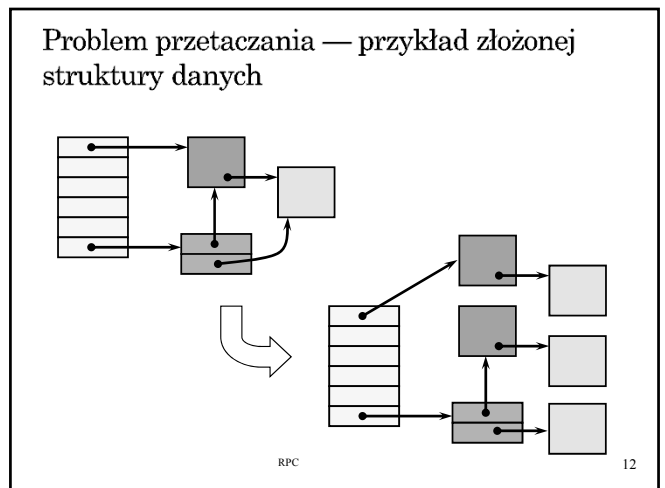 Problem przetaczania — przykład złożonej
struktury danych
RPC
12